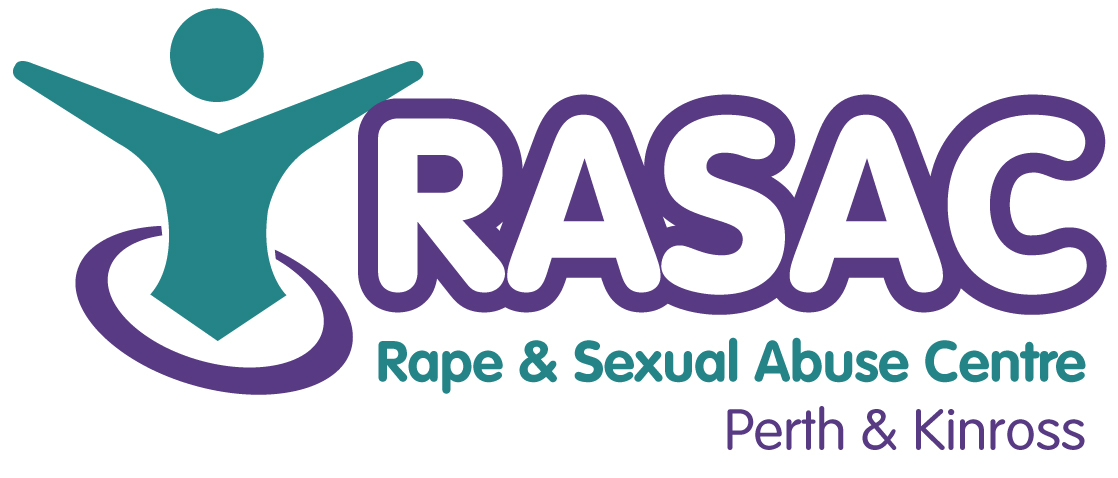 RASAC
Rape & Sexual Abuse Centre
Perth & Kinross